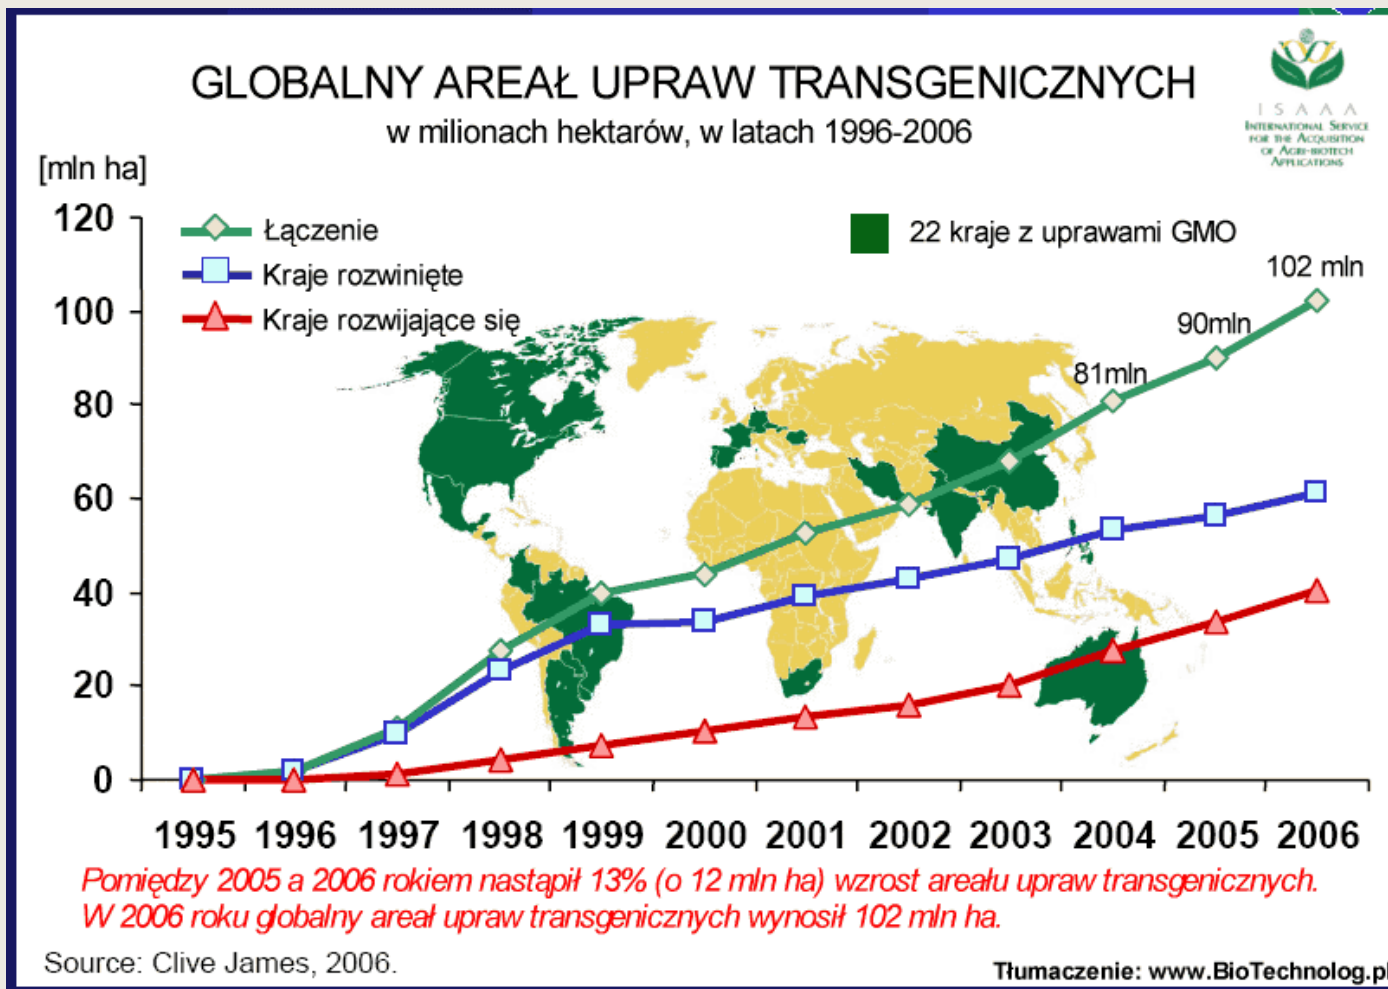 GLOBALNY AREAŁ UPRAW TRANSGENICZNYCH
w milionach hektarów, w latach 1996-2006
I S A A A
INTERNATIONAL SERVICE
FOR THE ACQUISITION
OF AGRI-BIOTECH
APPLICATIONS
[mln ha]
120
100
80
60
40
20
0
Łączenie
Kraje rozwinięte
Kraje rozwijające się
22 kraje z uprawami GMO
102 mln
90mln
81mln
1995 1996 1997 1998 1999 2000 2001 2002 2003 2004 2005 2006
Pomiędzy 2005 a 2006 rokiem nastąpił 13% (o 12 mln ha) wzrost areału upraw transgenicznych.
W 2006 roku globalny areał upraw transgenicznych wynosił 102 mln ha.
Source: Clive James, 2006.
Tłumaczenie: www.BioTechnolog.pl